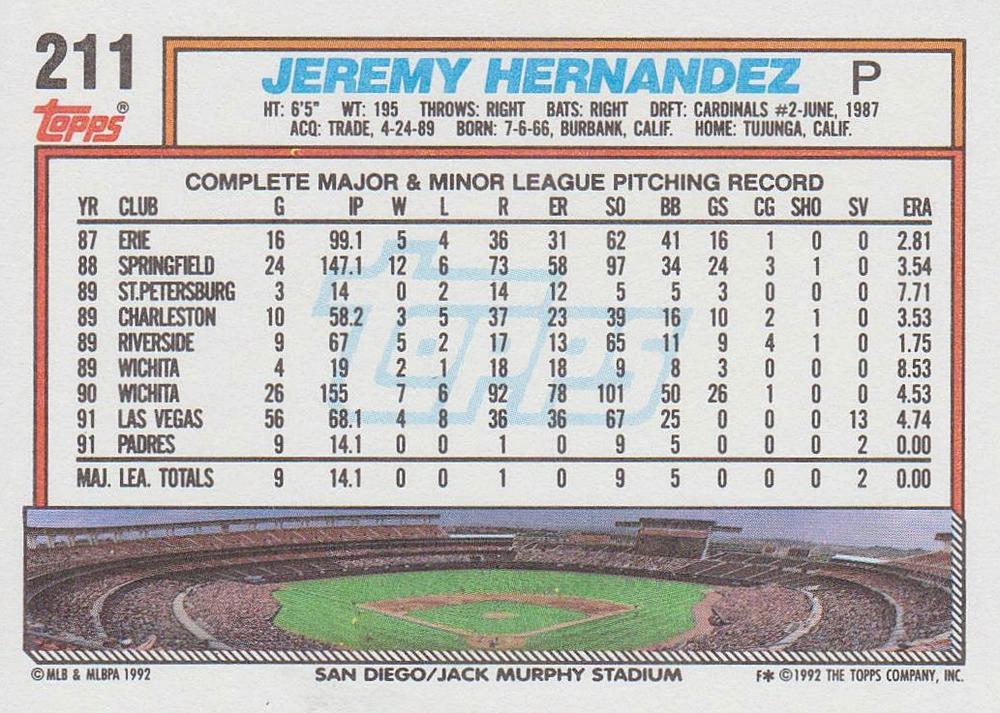 211
Topps®
JEREMY HERNANDEZ P
HT: 6'5" WT: 195 THROWS: RIGHT BATS: RIGHT DRFT: CARDINALS #2-JUNE, 1987
ACQ: TRADE, 4-24-89 BORN: 7-6-66, BURBANK, CALIF. HOME: TUJUNGA, CALIF.
COMPLETE MAJOR & MINOR LEAGUE PITCHING RECORD
YR CLUB G IP W L R ER SO BB GS CG SHO SV ERA
87 ERIE 16 99.1 5 4 36 31 62 41 16 1 0 0 2.81
88 SPRINGFIELD 24 147.1 12 6 73 58 97 34 24 3 1 0 3.54
89 ST.PETERSBURG 3 14 0 2 14 12 5 5 3 0 0 0 7.71
89 CHARLESTON 10 58.2 3 5 37 23 39 16 10 2 1 0 3.53
89 RIVERSIDE 9 67 5 2 17 13 65 11 9 4 1 0 1.75
89 WICHITA 4 19 2 1 18 18 9 8 3 0 0 0 8.53
90 WICHITA 26 155 7 6 92 78 101 50 26 1 0 0 4.53
91 LAS VEGAS 56 68.1 4 8 36 36 67 25 0 0 0 13 4.74
91 PADRES 9 14.1 0 0 1 0 9 5 0 0 0 2 0.00
MAJ. LEA. TOTALS 9 14.1 0 0 1 0 9 5 0 0 0 2 0.00
Topps
© MLB & MLBPA 1992 SAN DIEGO/JACK MURPHY STADIUM F* © 1992 THE TOPPS COMPANY, INC.